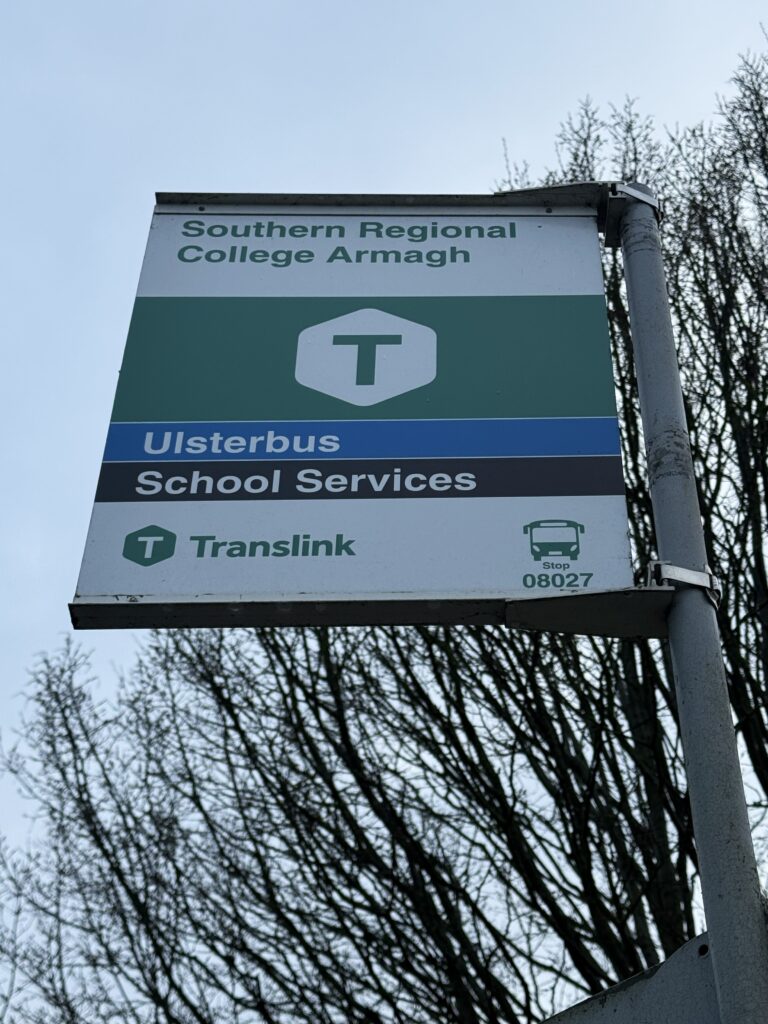 Southern Regional
College Armagh
T
Ulsterbus
School Services
T Translink
Stop
08027